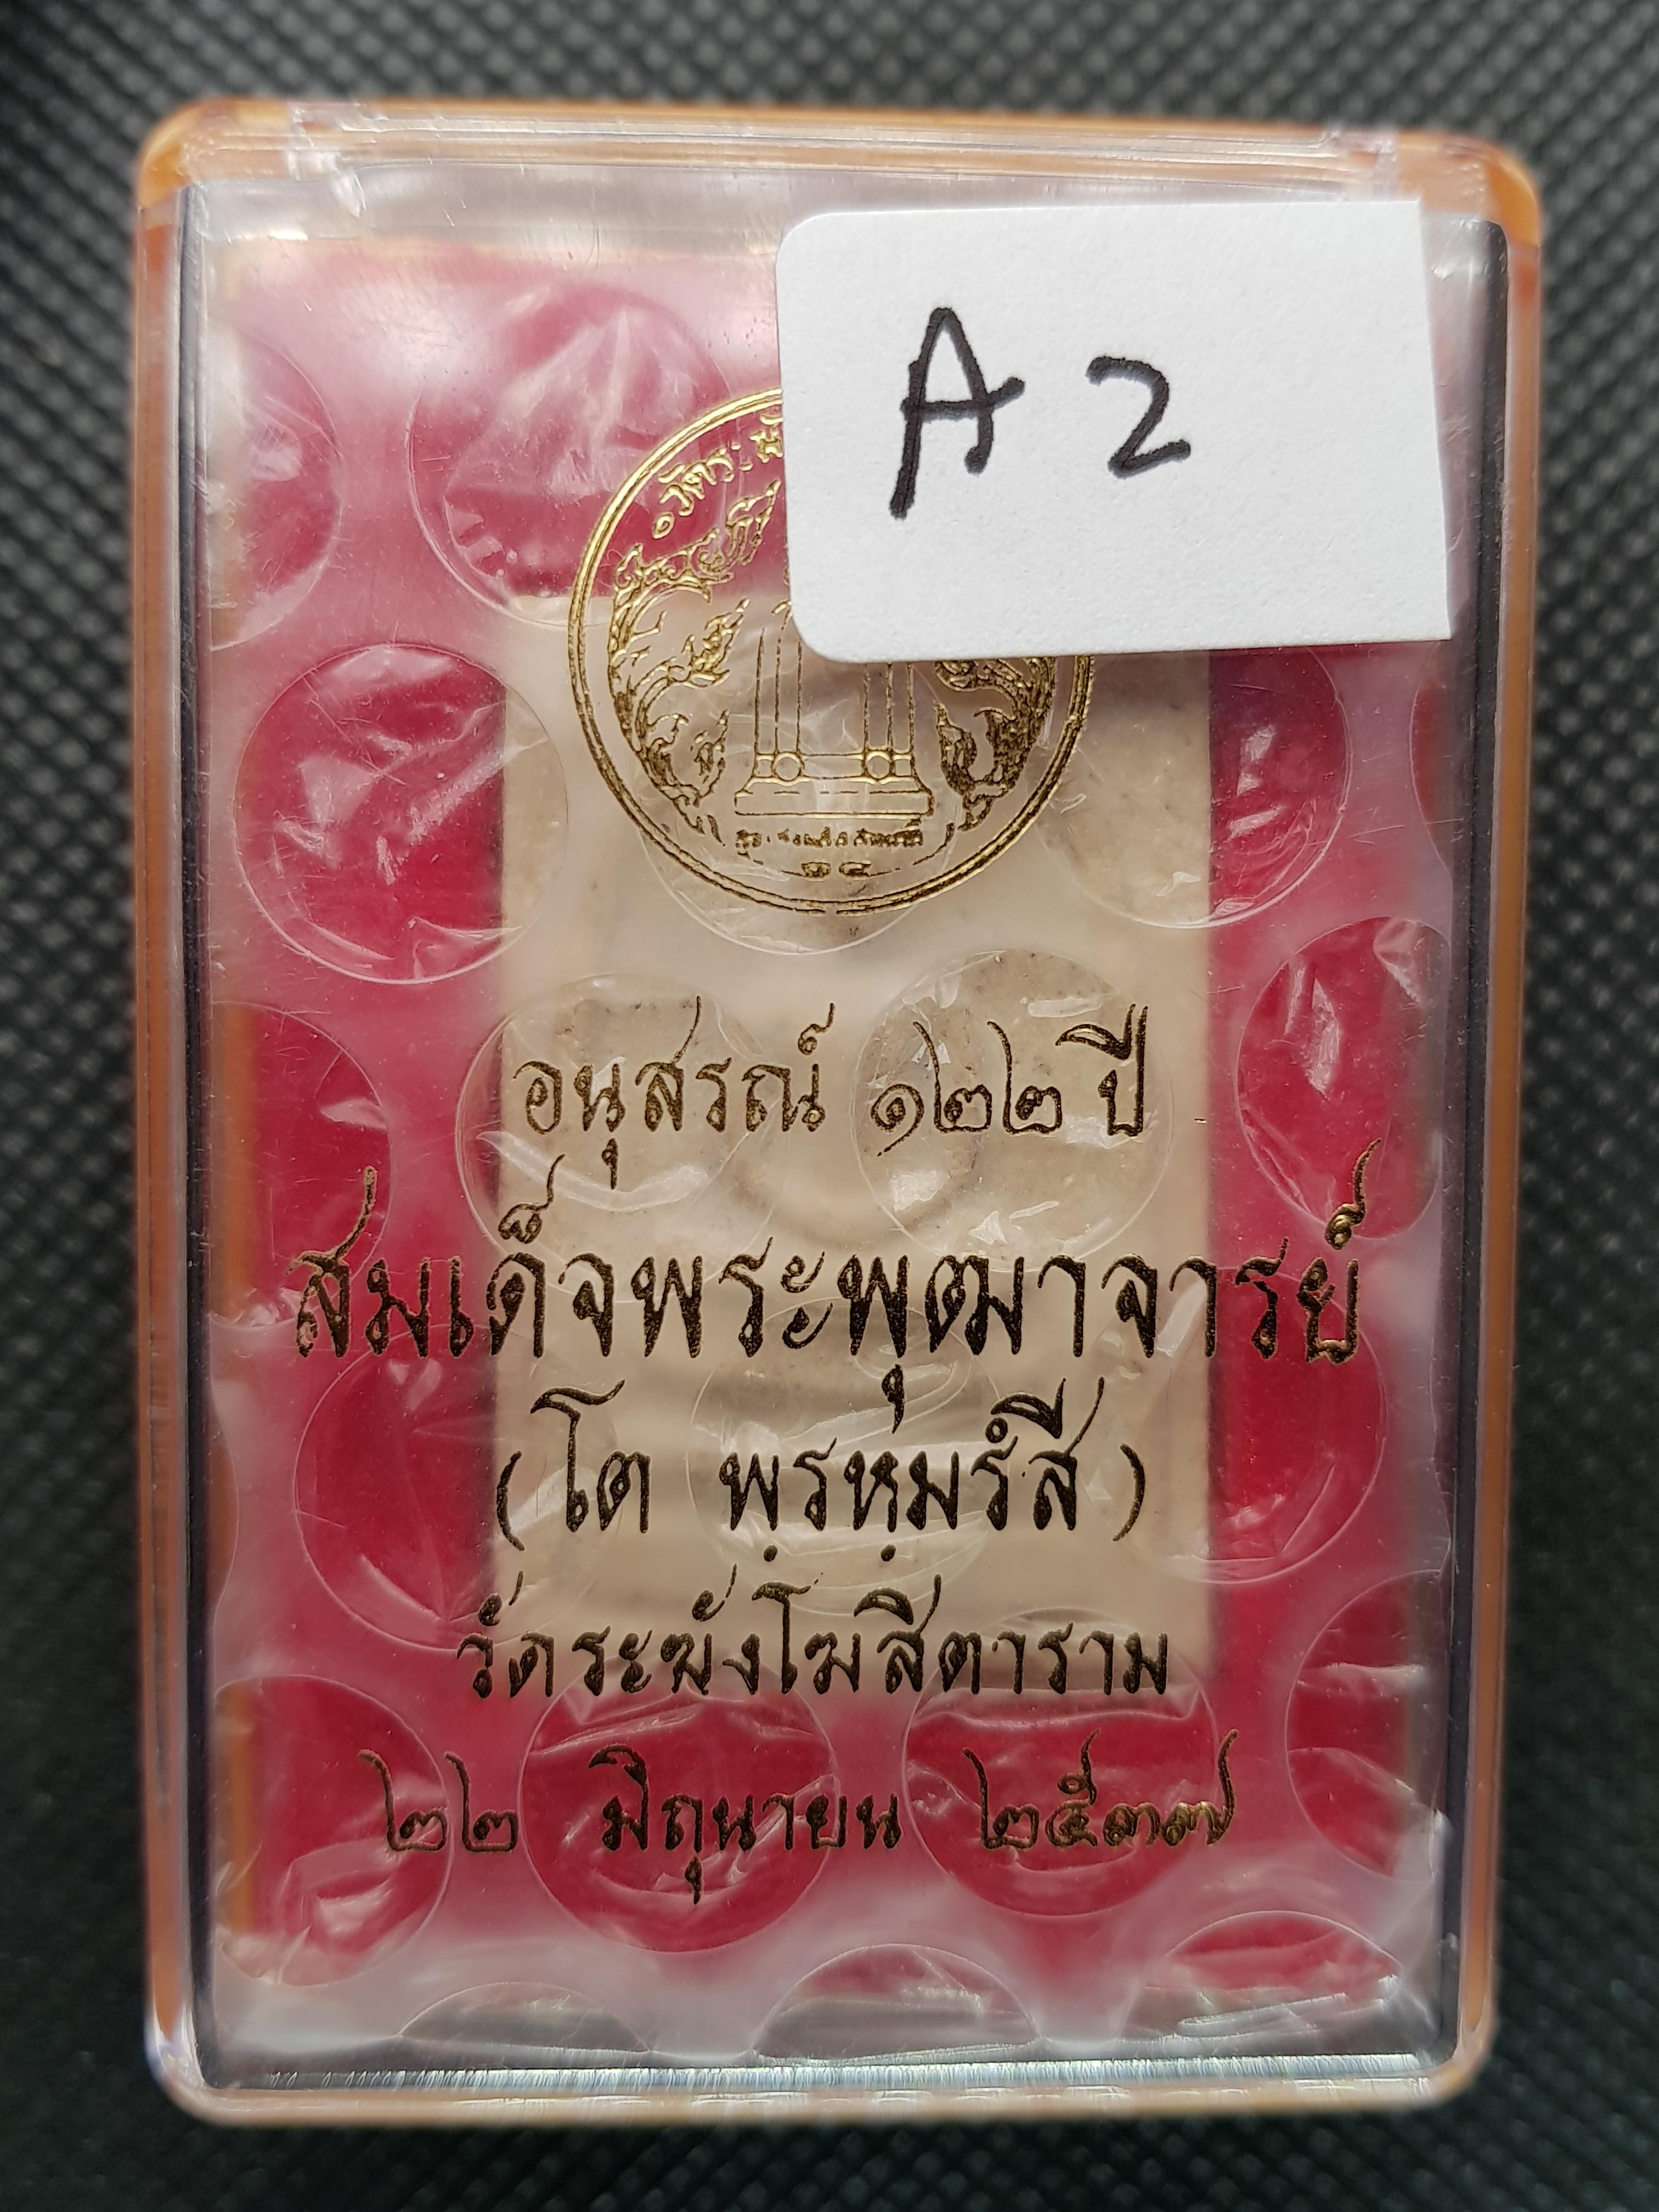 A2
อนุสรณ์ ๑๒๒ ปี
สมเด็จพระพุฒาจารย์
(โต พฺรหฺมรํสี)
วัดระฆังโฆสิตาราม
๒๒ มิถุนายน ๒๕๓๗